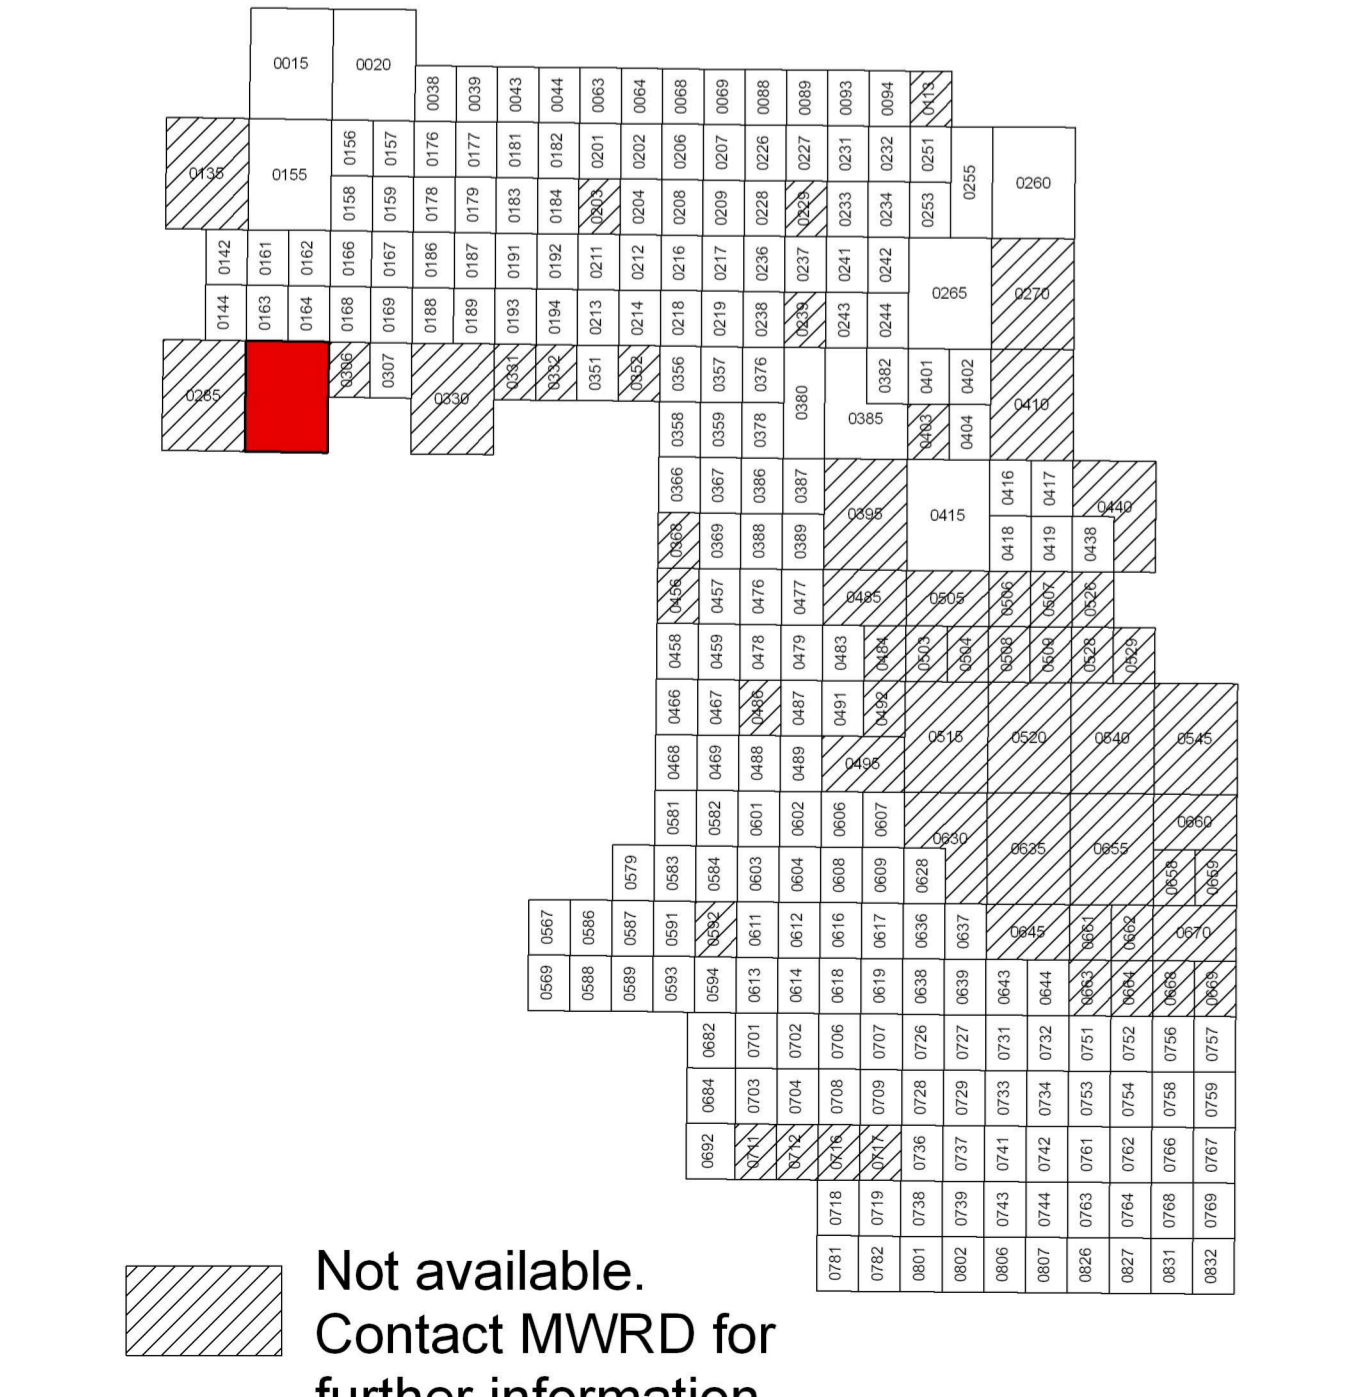 0015 0020
0038 0039 0043 0044 0063 0064 0068 0069 0088 0089 0093 0094 0113
0135 0155 0156 0157 0176 0177 0181 0182 0201 0202 0206 0207 0226 0227 0231 0232 0251 0255 0260
0158 0159 0178 0179 0183 0184 0203 0204 0208 0209 0228 0229 0233 0234 0253
0142 0161 0162 0166 0167 0186 0187 0191 0192 0211 0212 0216 0217 0236 0237 0241 0242 0265 0270
0144 0163 0164 0168 0169 0188 0189 0193 0194 0213 0214 0218 0219 0238 0239 0243 0244
0285 0306 0307 0330 0331 0332 0351 0352 0356 0357 0376 0380 0385 0382 0401 0402 0410
0358 0359 0378 0403 0404
0366 0367 0386 0387 0395 0415 0416 0417 0440
0368 0369 0388 0389 0418 0419 0438
0456 0457 0476 0477 0485 0505 0506 0507 0526
0458 0459 0478 0479 0483 0484 0503 0504 0508 0509 0528 0529
0466 0467 0486 0487 0491 0492 0515 0520 0540 0545
0468 0469 0488 0489 0495
0581 0582 0601 0602 0606 0607 0630 0635 0655 0660
0579 0583 0584 0603 0604 0608 0609 0628 0658 0659
0567 0586 0587 0591 0592 0611 0612 0616 0617 0636 0637 0645 0661 0662 0670
0569 0588 0589 0593 0594 0613 0614 0618 0619 0638 0639 0643 0644 0663 0664 0668 0669
0682 0701 0702 0706 0707 0726 0727 0731 0732 0751 0752 0756 0757
0684 0703 0704 0708 0709 0728 0729 0733 0734 0753 0754 0758 0759
0692 0711 0712 0716 0717 0736 0737 0741 0742 0761 0762 0766 0767
0718 0719 0738 0739 0743 0744 0763 0764 0768 0769
0781 0782 0801 0802 0806 0807 0826 0827 0831 0832
Not available.
Contact MWRD for
further information